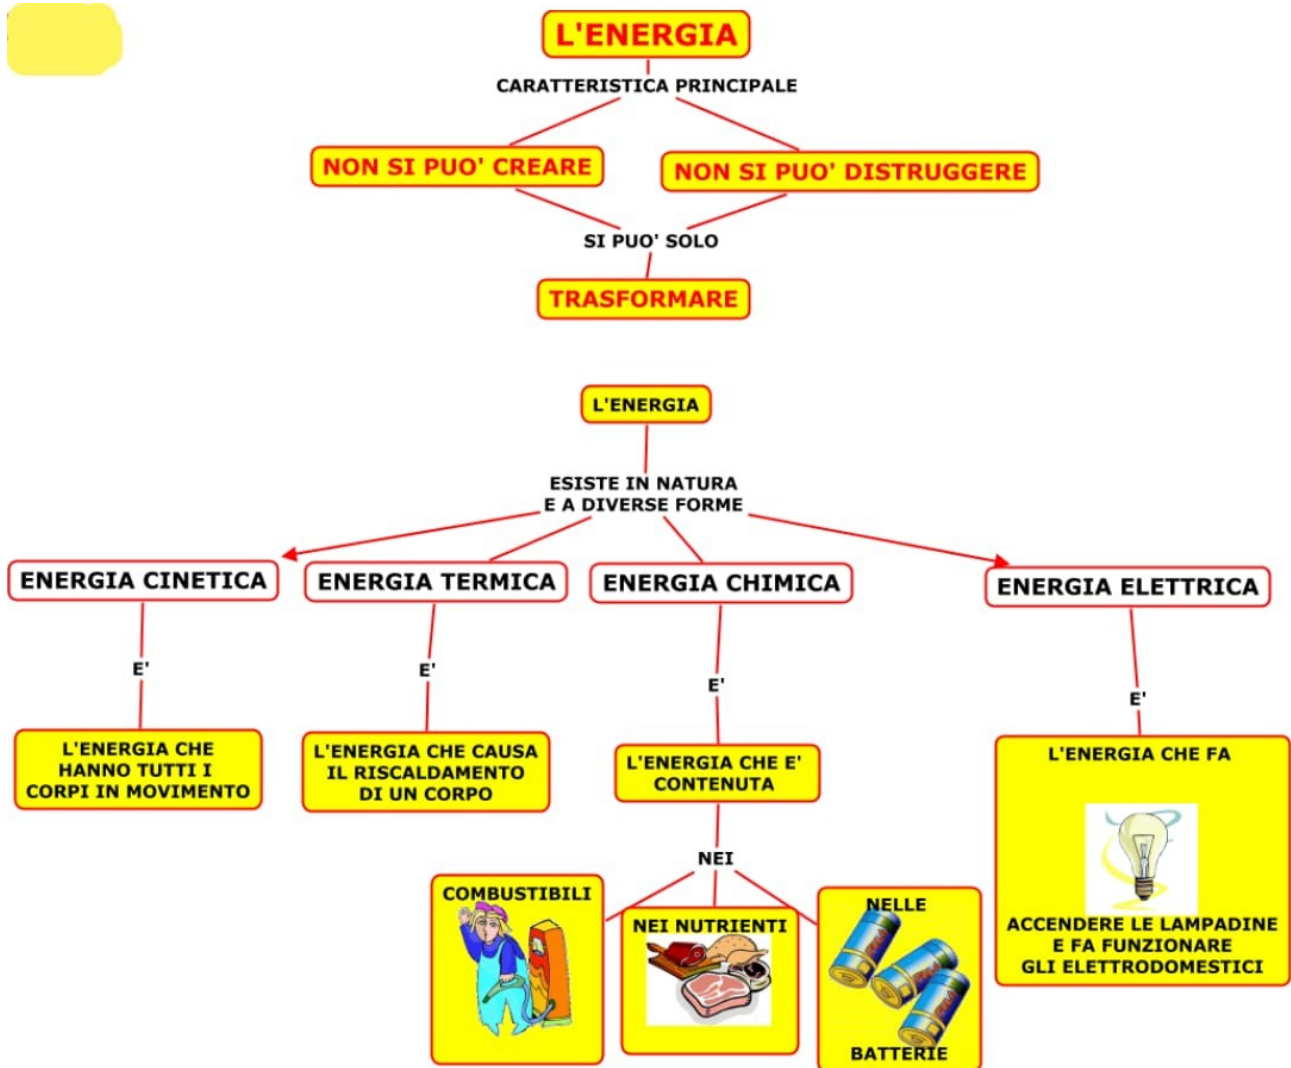 L'ENERGIA
CARATTERISTICA PRINCIPALE
NON SI PUO' CREARE
NON SI PUO' DISTRUGGERE
SI PUO' SOLO
TRASFORMARE
L'ENERGIA
ESISTE IN NATURA
E A DIVERSE FORME
ENERGIA CINETICA
ENERGIA TERMICA
ENERGIA CHIMICA
ENERGIA ELETTRICA
E'
E'
E'
E'
L'ENERGIA CHE
HANNO TUTTI I
CORPI IN MOVIMENTO
L'ENERGIA CHE CAUSA
IL RISCALDAMENTO
DI UN CORPO
L'ENERGIA CHE E'
CONTENUTA
L'ENERGIA CHE FA
ACCENDERE LE LAMPADINE
E FA FUNZIONARE
GLI ELETTRODOMESTICI
NEI
COMBUSTIBILI
NEI NUTRIENTI
NELLE
BATTERIE